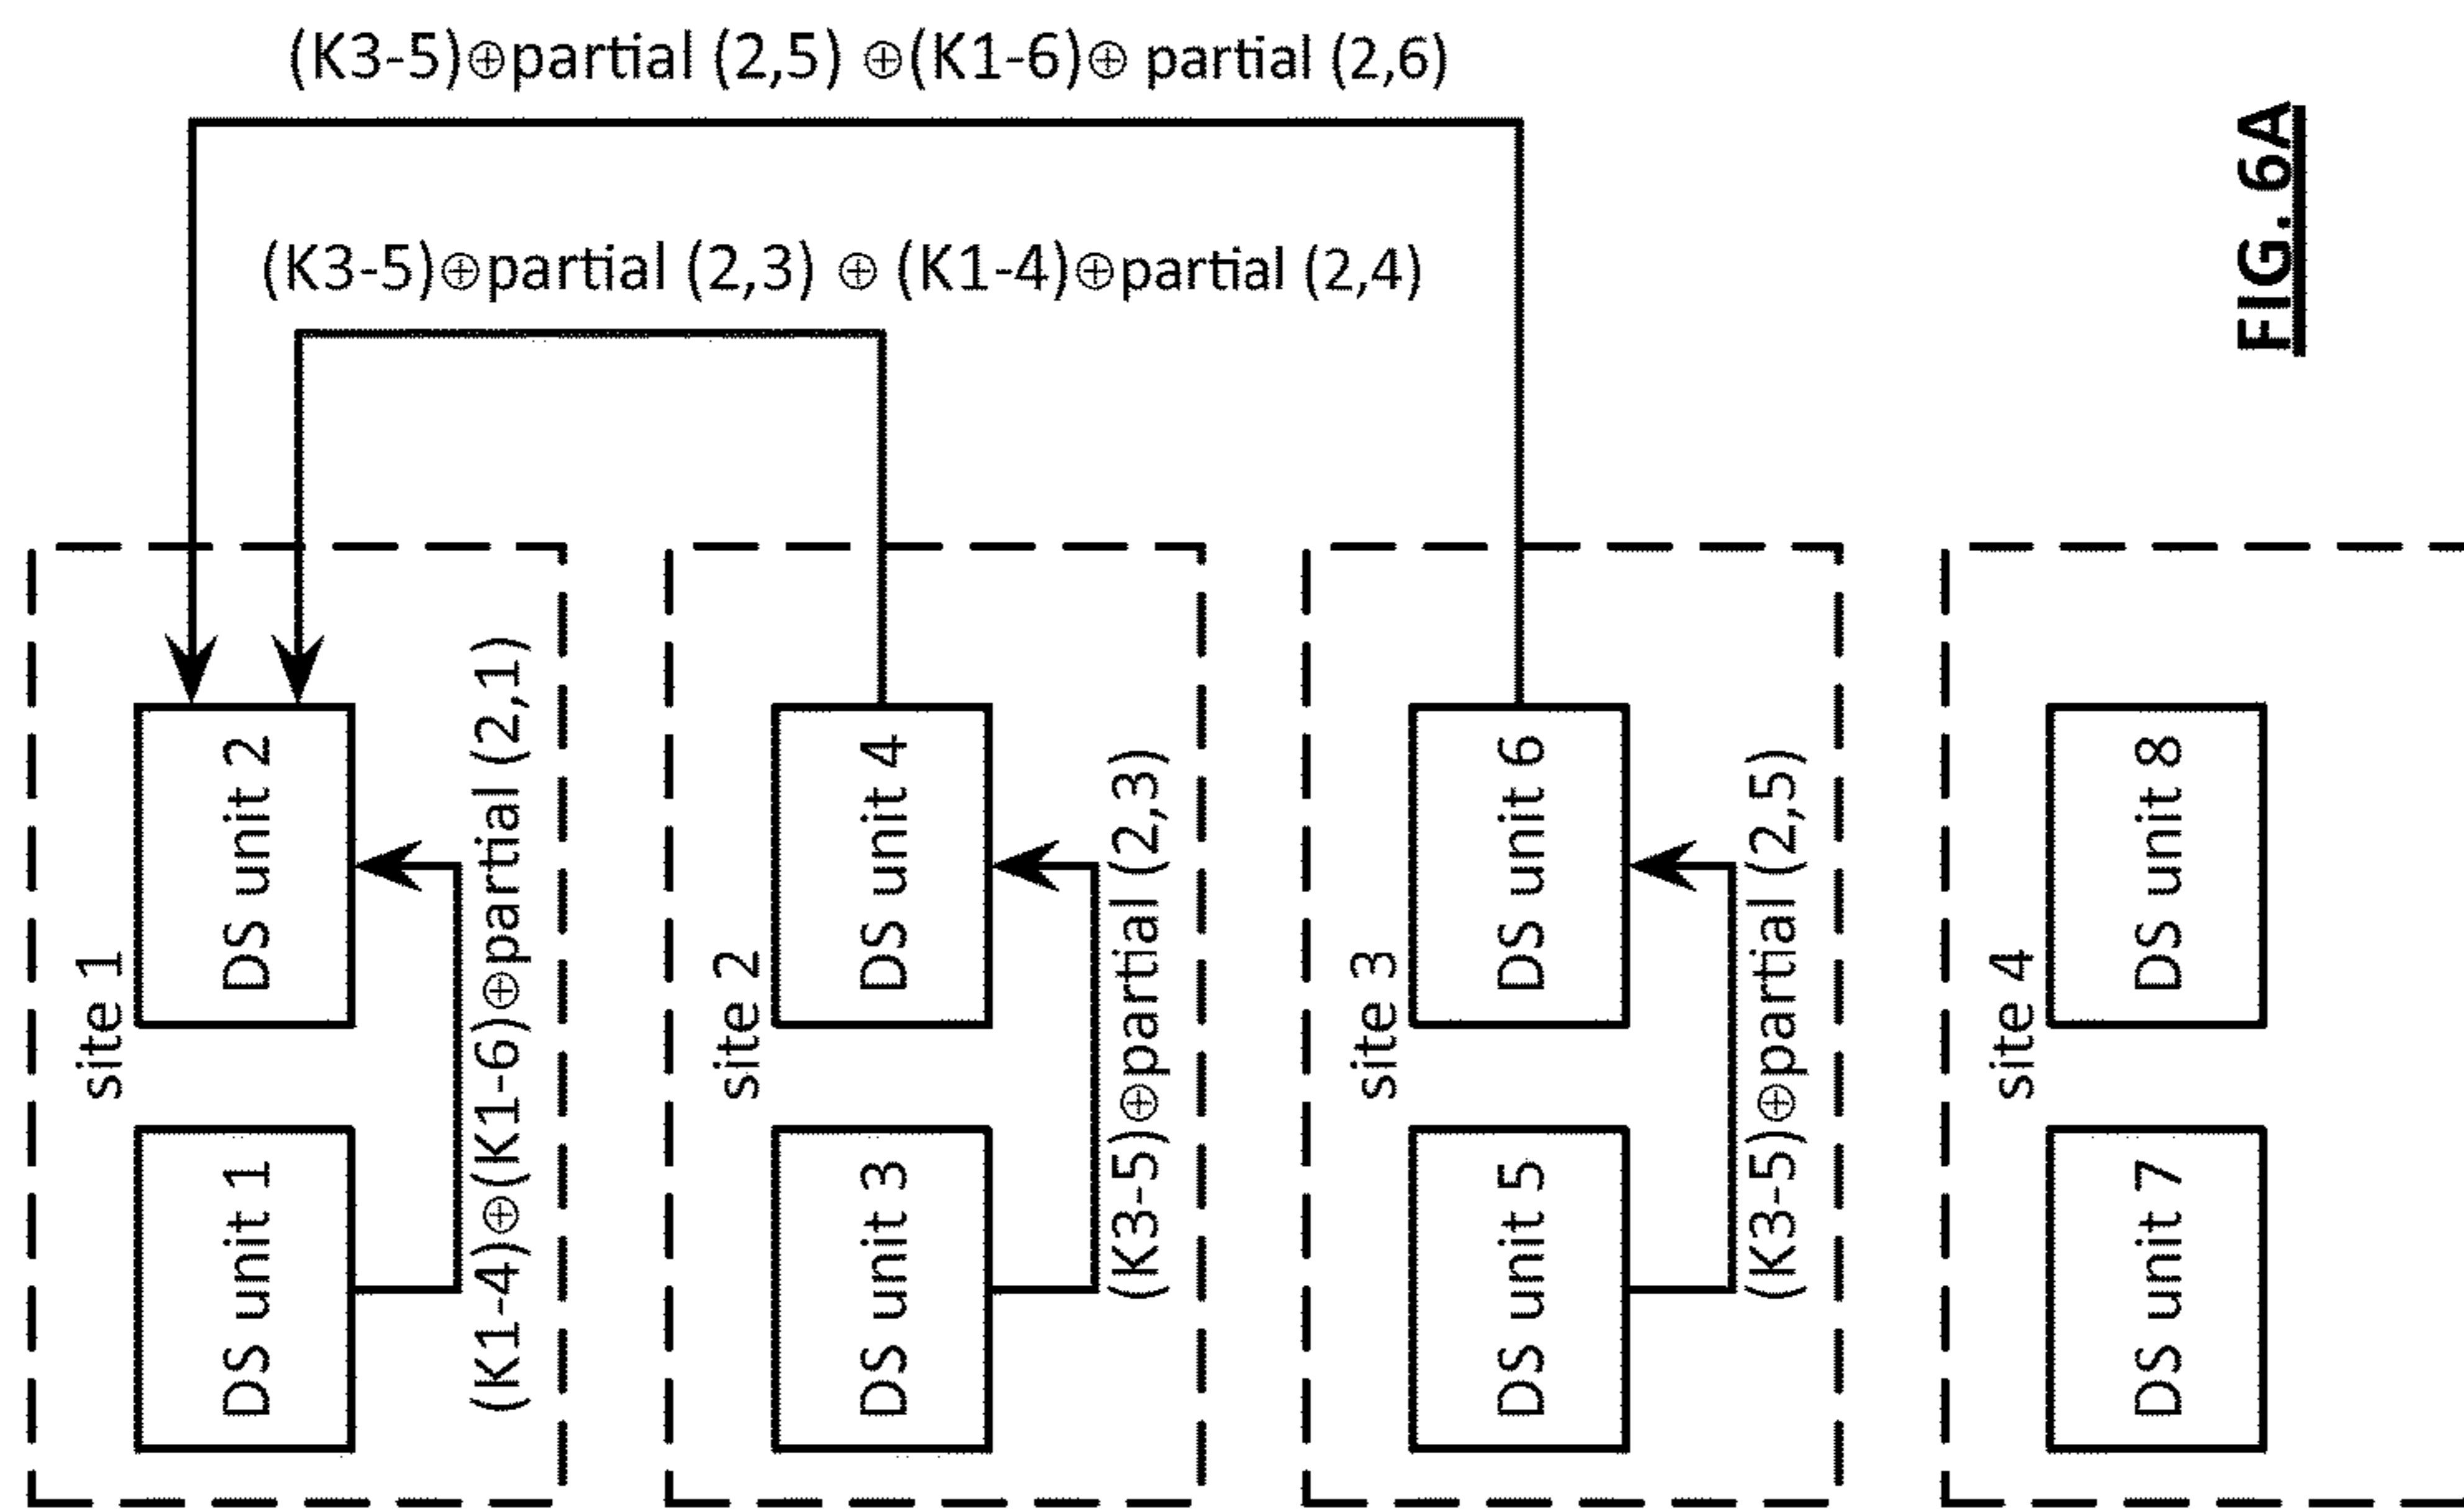 (K3-5)⊕partial (2,5) ⊕(K1-6)⊕ partial (2,6)
(K3-5)⊕partial (2,3) ⊕ (K1-4)⊕partial (2,4)
site 1
DS unit 1
DS unit 2
(K1-4)⊕(K1-6)⊕partial (2,1)
site 2
DS unit 3
DS unit 4
(K3-5)⊕partial (2,3)
site 3
DS unit 5
DS unit 6
(K3-5)⊕partial (2,5)
site 4
DS unit 7
DS unit 8
FIG. 6A